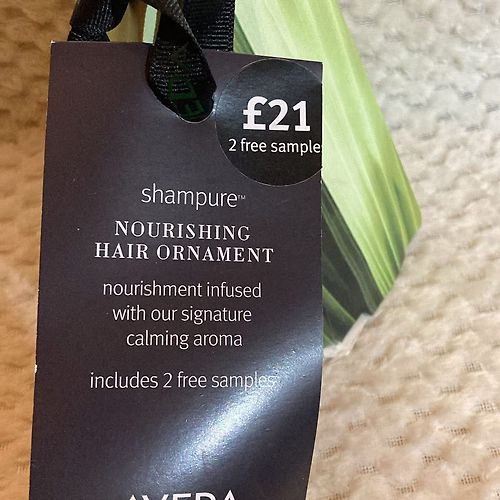 £21
2 free sample
shampure™
NOURISHING
HAIR ORNAMENT
nourishment infused
with our signature
calming aroma
includes 2 free samples
AVEDA